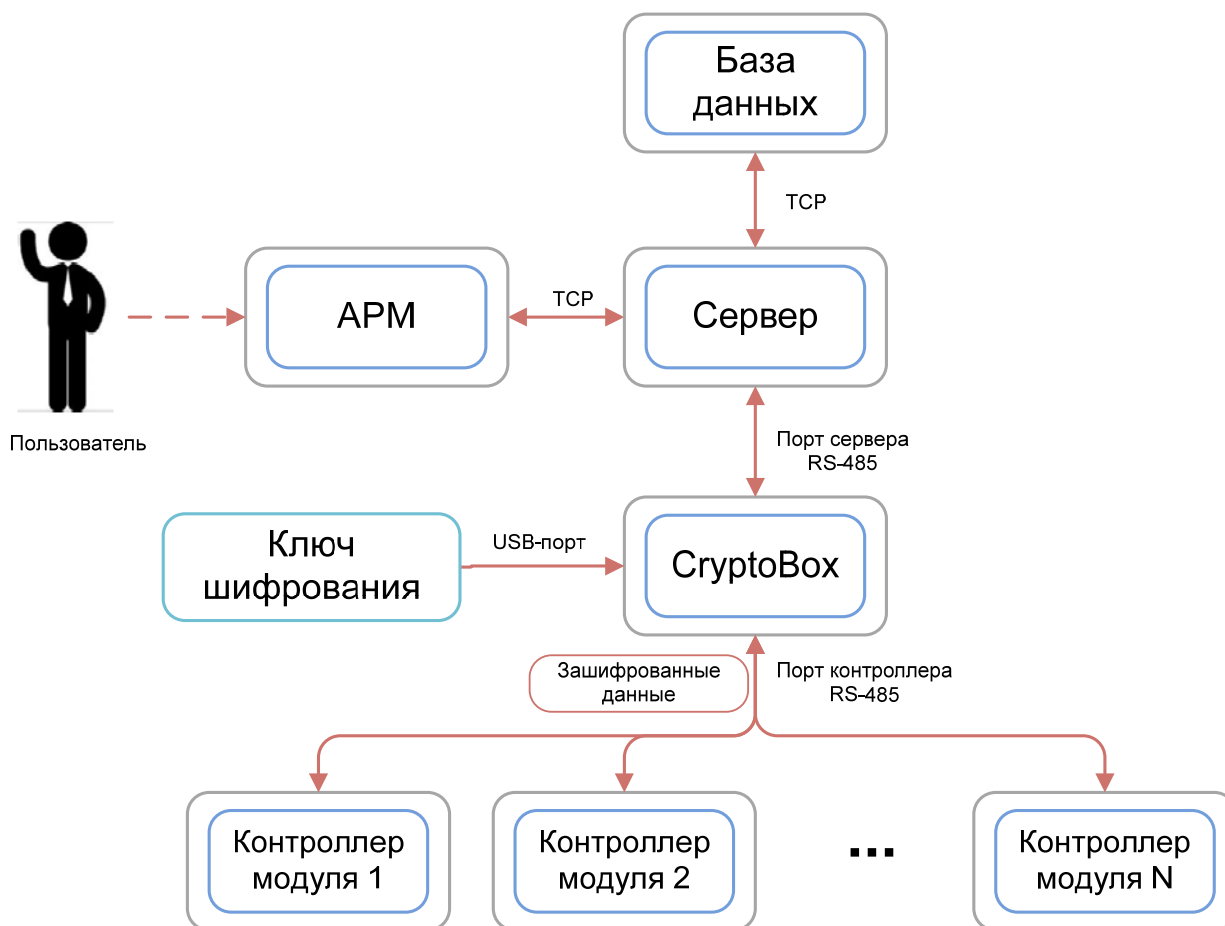 База
данных
TCP
АРМ
TCP
Сервер
Пользователь
Порт сервера
RS-485
Ключ
шифрования
USB-порт
CryptoBox
Зашифрованные
данные
Порт контроллера
RS-485
Контроллер
модуля 1
Контроллер
модуля 2
...
Контроллер
модуля N